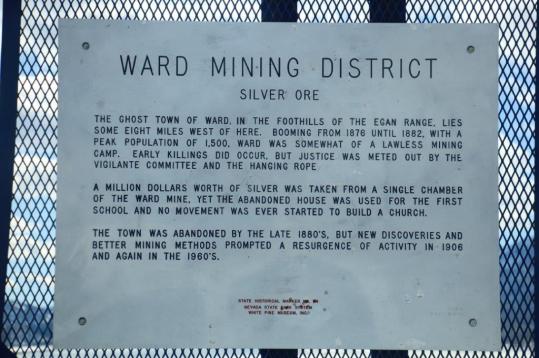 WARD MINING DISTRICT
SILVER ORE
THE GHOST TOWN OF WARD, IN THE FOOTHILLS OF THE EGAN RANGE, LIES
SOME EIGHT MILES WEST OF HERE. BOOMING FROM 1876 UNTIL 1882, WITH A
PEAK POPULATION OF 1,500, WARD WAS SOMEWHAT OF A LAWLESS MINING
CAMP. EARLY KILLINGS DID OCCUR, BUT JUSTICE WAS METED OUT BY THE
VIGILANTE COMMITTEE AND THE HANGING ROPE
A MILLION DOLLARS WORTH OF SILVER WAS TAKEN FROM A SINGLE CHAMBER
OF THE WARD MINE, YET THE ABANDONED HOUSE WAS USED FOR THE FIRST
SCHOOL AND NO MOVEMENT WAS EVER STARTED TO BUILD A CHURCH.
THE TOWN WAS ABANDONED BY THE LATE 1880'S, BUT NEW DISCOVERIES AND
BETTER MINING METHODS PROMPTED A RESURGENCE OF ACTIVITY IN 1906
AND AGAIN IN THE 1960'S.
STATE HISTORICAL MARKER NO.
NEVADA STATE PARK SYSTEM
WHITE PINE MUSEUM, INC.